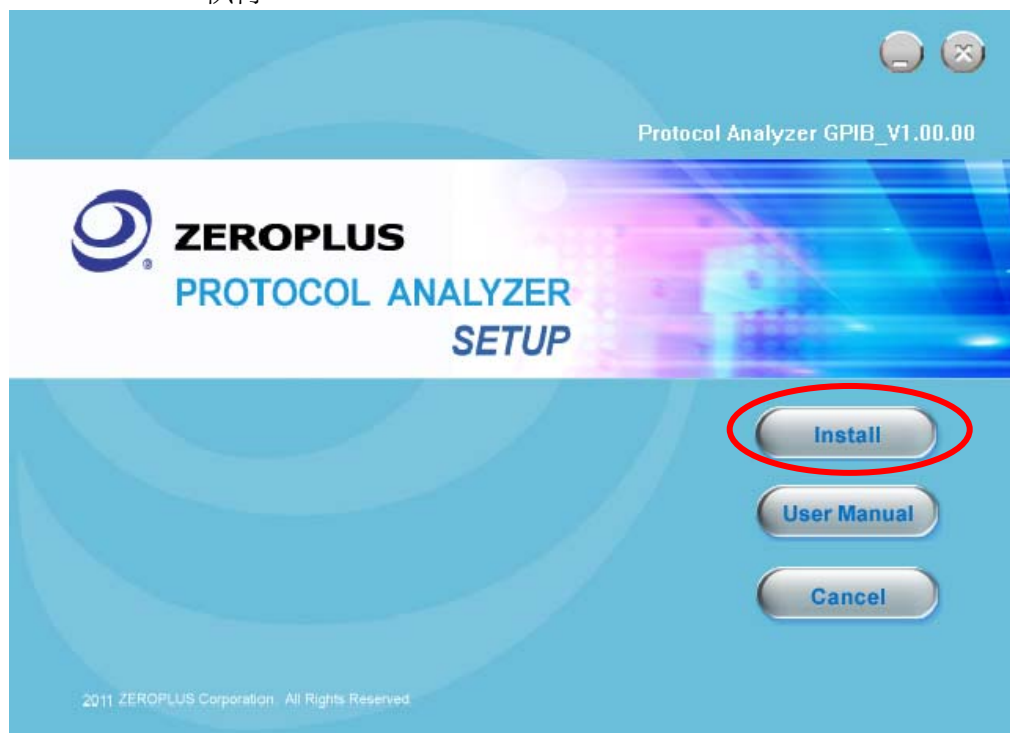 Protocol Analyzer GPIB_V1.00.00
ZEROPLUS
®
PROTOCOL ANALYZER
SETUP
Install
User Manual
Cancel
2011 ZEROPLUS Corporation. All Rights Reserved.